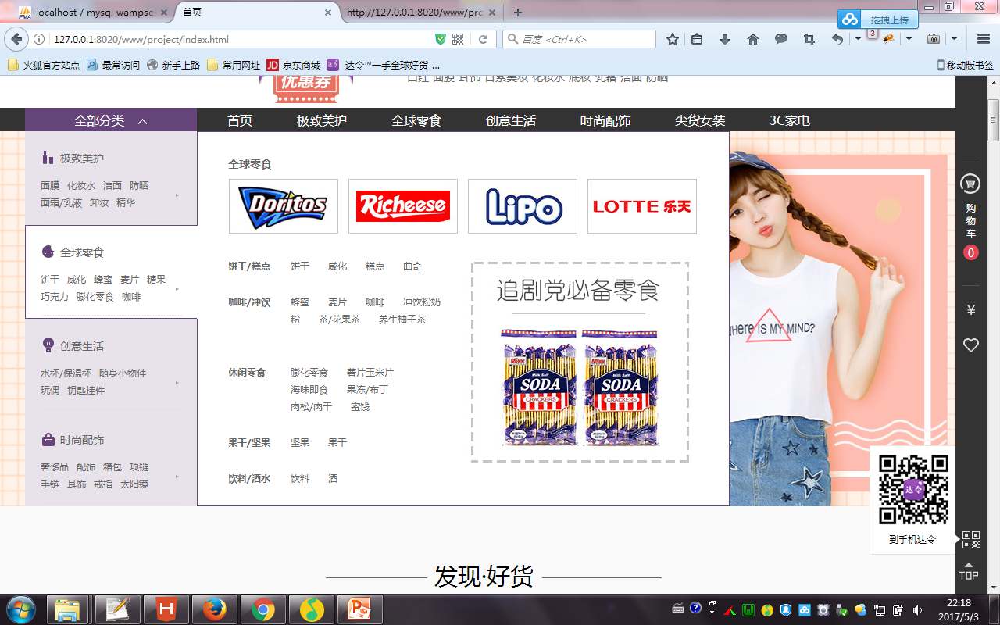 localhost / mysql wampse
首页
http://127.0.0.1:8020/www/pro
拖拽上传
127.0.0.1:8020/www/project/index.html
百度 <Ctrl+K>
3
火狐官方站点
最常访问
新手上路
常用网址
JD 京东商城
达令 达令™一手全球好货-...
移动版书签
优惠券
口红 面膜 耳饰 日系美妆 化妆水 底妆 乳霜 洁面 防晒
全部分类
首页
极致美护
全球零食
创意生活
时尚配饰
尖货女装
3C家电
极致美护
面膜 化妆水 洁面 防晒
面霜/乳液 卸妆 精华
全球零食
饼干 威化 蜂蜜 麦片 糖果
巧克力 膨化零食 咖啡
创意生活
水杯/保温杯 随身小物件
玩偶 钥匙挂件
时尚配饰
奢侈品 配饰 箱包 项链
手链 耳饰 戒指 太阳镜
全球零食
Doritos
Richeese
LiPO
LOTTE 乐天
饼干/糕点 饼干 威化 糕点 曲奇
咖啡/冲饮 蜂蜜 麦片 咖啡 冲饮粉奶
粉 茶/花果茶 养生柚子茶
休闲零食 膨化零食 薯片玉米片
海味即食 果冻/布丁
肉松/肉干 蜜饯
果干/坚果 坚果 果干
饮料/酒水 饮料 酒
追剧党必备零食
Milk Salt
SODA
CRACKERS
Milk Salt
SODA
CRACKERS
WHERE IS MY MIND?
购
物
车
0
¥
达令
到手机达令
TOP
发现·好货
22:18
2017/5/3